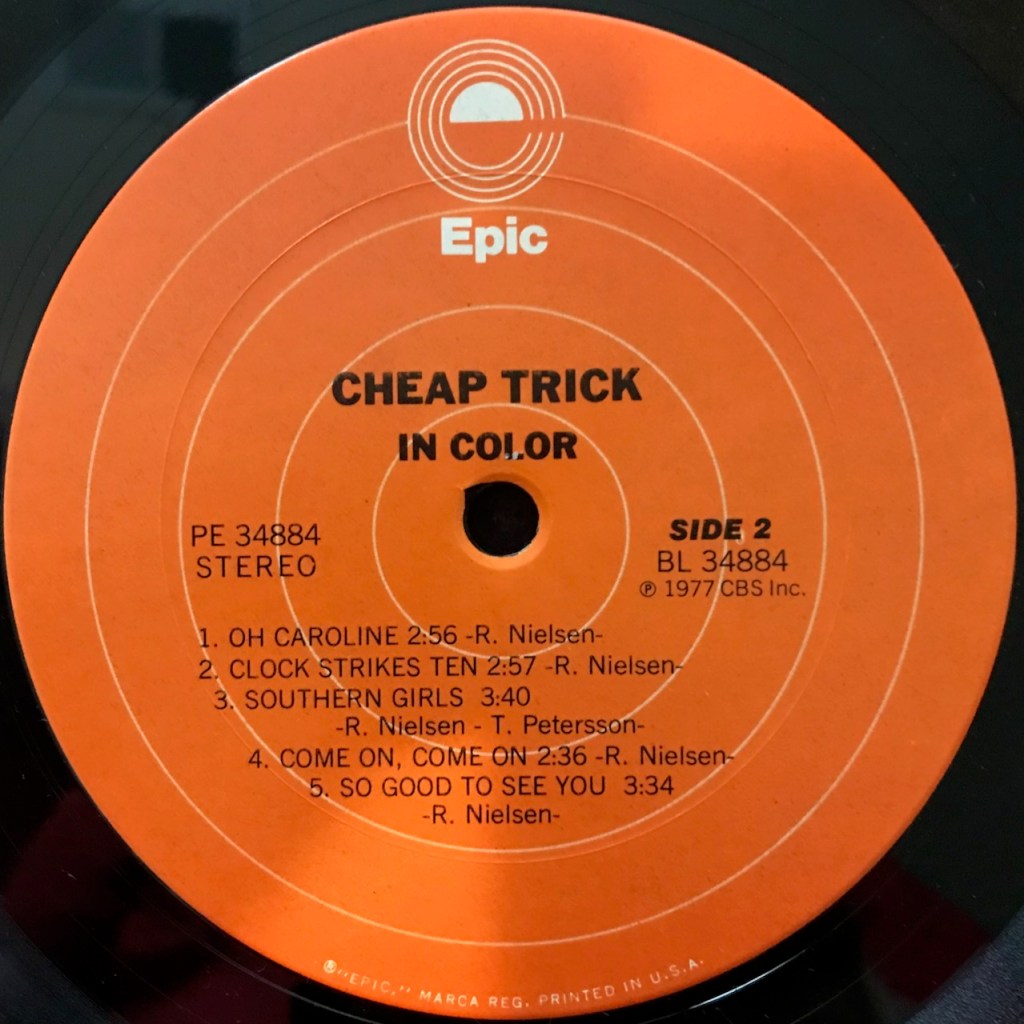 Epic
CHEAP TRICK
IN COLOR
PE 34884
STEREO
SIDE 2
BL 34884
℗ 1977 CBS Inc.
1. OH CAROLINE 2:56 -R. Nielsen-
2. CLOCK STRIKES TEN 2:57 -R. Nielsen-
3. SOUTHERN GIRLS 3:40
-R. Nielsen - T. Petersson-
4. COME ON, COME ON 2:36 -R. Nielsen-
5. SO GOOD TO SEE YOU 3:34
-R. Nielsen-
®"EPIC," MARCA REG. PRINTED IN U.S.A.